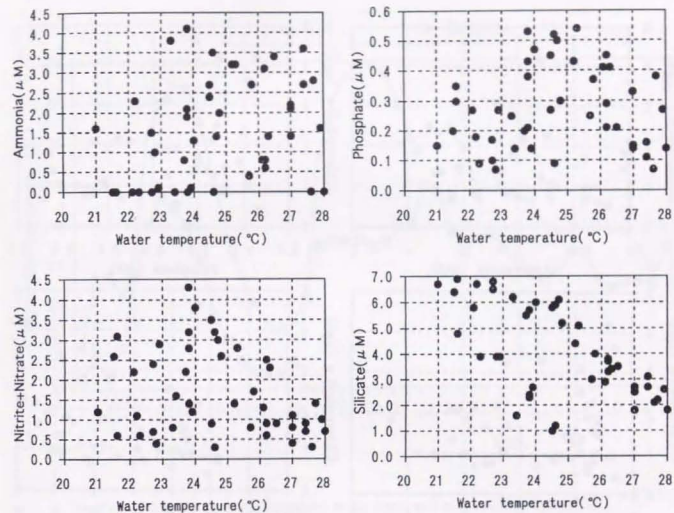 4.5
4.0
3.5
3.0
2.5
2.0
1.5
1.0
0.5
0.0
Ammonia(μM)
20 21 22 23 24 25 26 27 28
Water temperature(°C)
0.6
0.5
0.4
0.3
0.2
0.1
0.0
Phosphate(μM)
20 21 22 23 24 25 26 27 28
Water temperature(°C)
4.5
4.0
3.5
3.0
2.5
2.0
1.5
1.0
0.5
0.0
Nitrite+Nitrate(μM)
20 21 22 23 24 25 26 27 28
Water temperature(°C)
7.0
6.0
5.0
4.0
3.0
2.0
1.0
0.0
Silicate(μM)
20 21 22 23 24 25 26 27 28
Water temperature(°C)